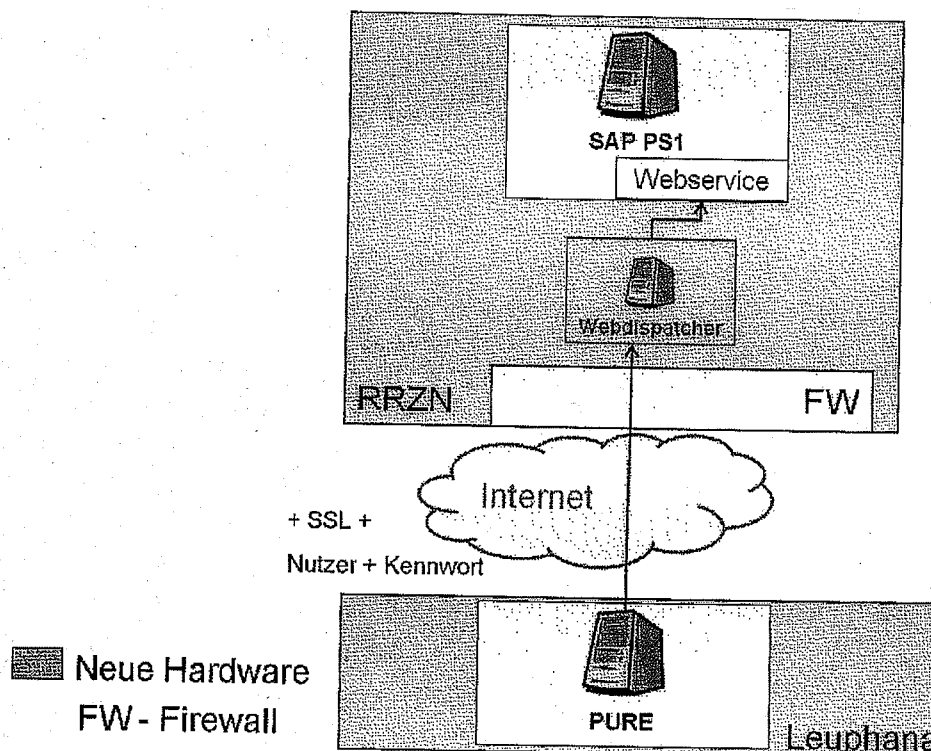 SAP PS1
Webservice
Webdispatcher
RRZN
FW
Internet
+ SSL +
Nutzer + Kennwort
Neue Hardware
FW - Firewall
PURE
Leuphana